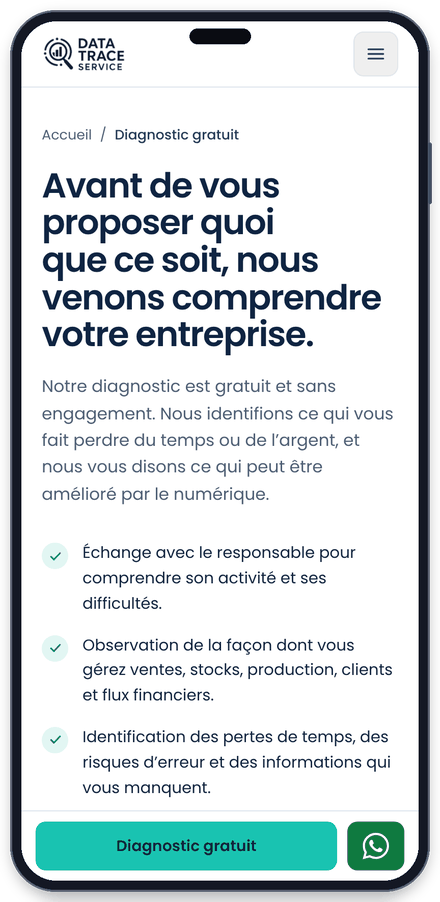 DATA
TRACE
SERVICE
Accueil / Diagnostic gratuit
Avant de vous
proposer quoi
que ce soit, nous
venons comprendre
votre entreprise.
Notre diagnostic est gratuit et sans
engagement. Nous identifions ce qui vous
fait perdre du temps ou de l’argent, et
nous vous disons ce qui peut être
amélioré par le numérique.
Échange avec le responsable pour
comprendre son activité et ses
difficultés.
Observation de la façon dont vous
gérez ventes, stocks, production, clients
et flux financiers.
Identification des pertes de temps, des
risques d’erreur et des informations qui
vous manquent.
Diagnostic gratuit